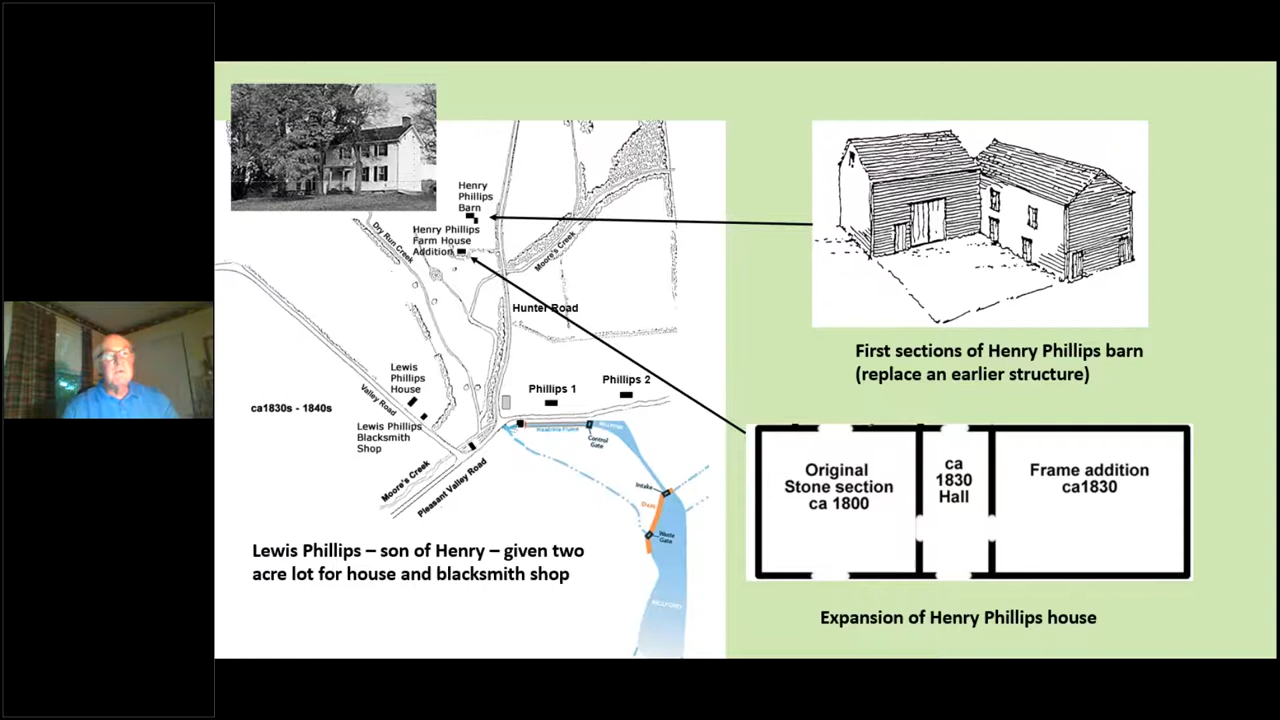 Henry
Phillips
Barn
Henry Phillips
Farm House
Addition
Dry Run Creek
Moore's Creek
Hunter Road
Lewis
Phillips
House
Valley Road
ca1830s - 1840s
Lewis Phillips
Blacksmith
Shop
Phillips 1
Phillips 2
Headrace Flume
Control
Gate
Moore's Creek
Pleasant Valley Road
Intake
Dam
Waste
Gate
Lewis Phillips – son of Henry – given two
acre lot for house and blacksmith shop
First sections of Henry Phillips barn
(replace an earlier structure)
Original
Stone section
ca 1800
ca
1830
Hall
Frame addition
ca1830
Expansion of Henry Phillips house